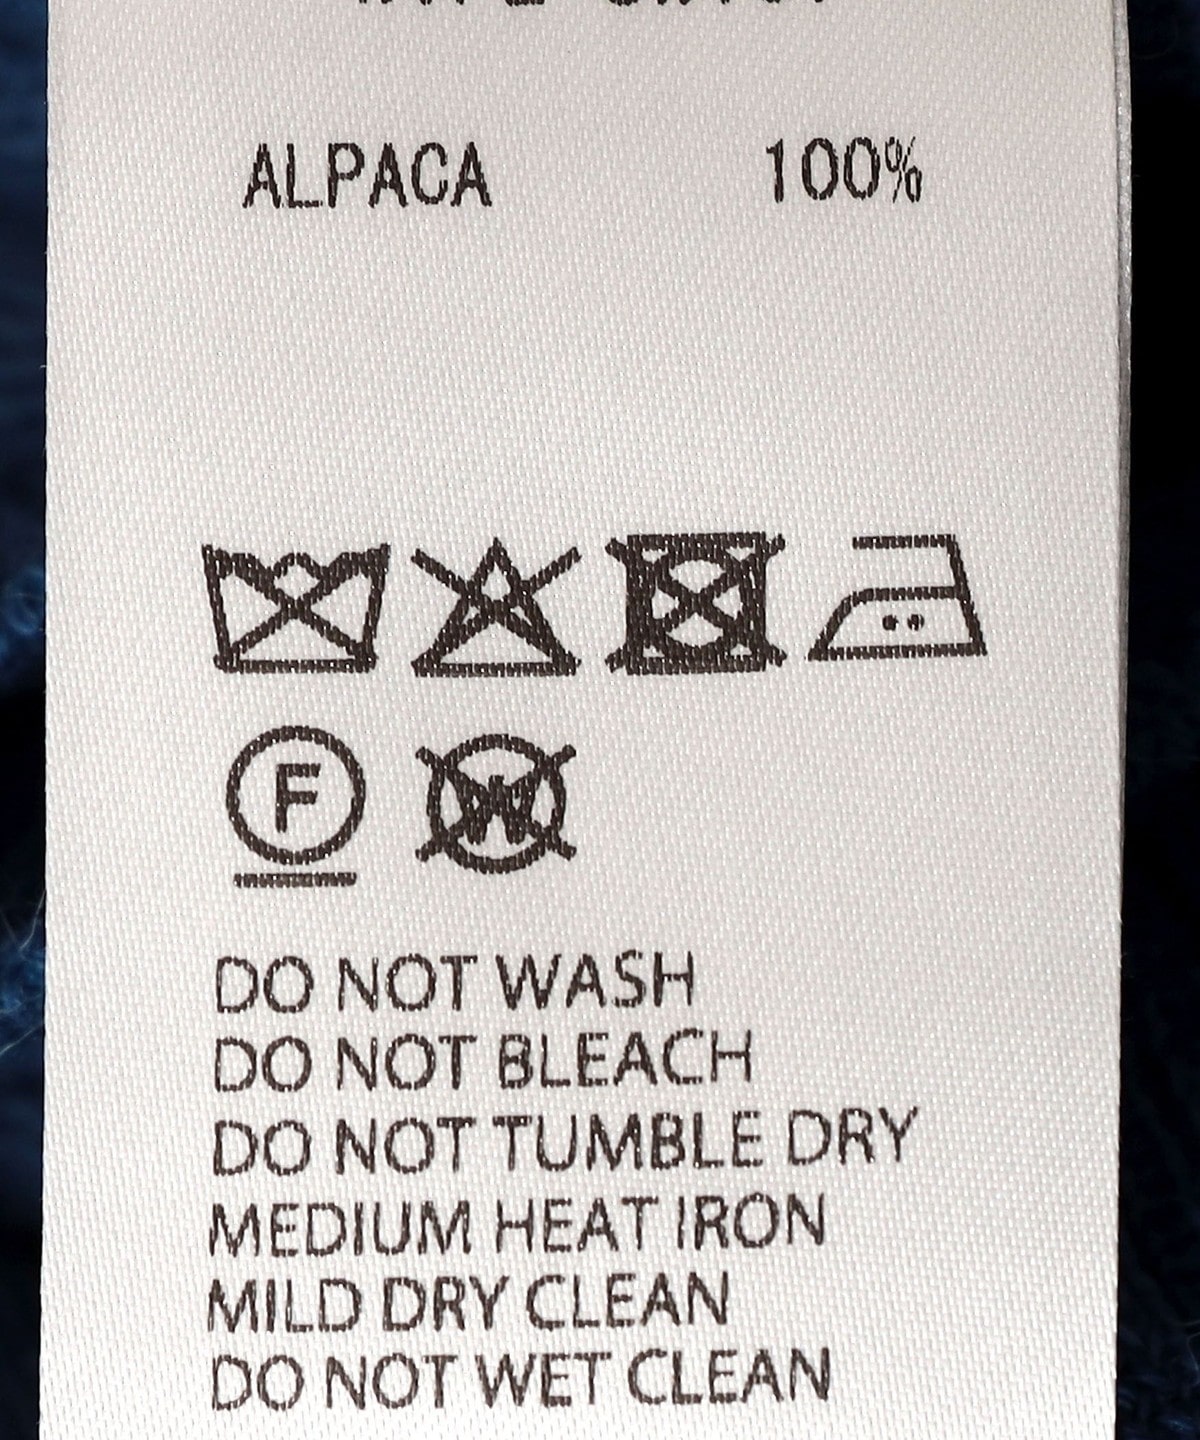 ALPACA 100%
F
W
DO NOT WASH
DO NOT BLEACH
DO NOT TUMBLE DRY
MEDIUM HEAT IRON
MILD DRY CLEAN
DO NOT WET CLEAN